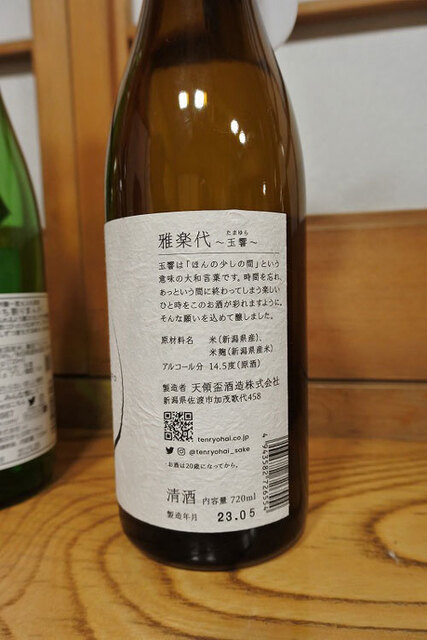 雅楽代 ～玉響～
たまゆら
玉響は「ほんの少しの間」という
意味の大和言葉です。時間を忘れ、
あっという間に終わってしまう楽しい
ひと時をこのお酒が彩れますように。
そんな願いを込めて醸しました。
原材料名 米(新潟県産)、
米麹(新潟県産米)
アルコール分 14.5度(原酒)
製造者 天領盃酒造株式会社
新潟県佐渡市加茂歌代458
tenryohai.co.jp
@tenryohai_sake
お酒は20歳になってから。
清酒 内容量 720ml
製造年月 23.05
4943582726554